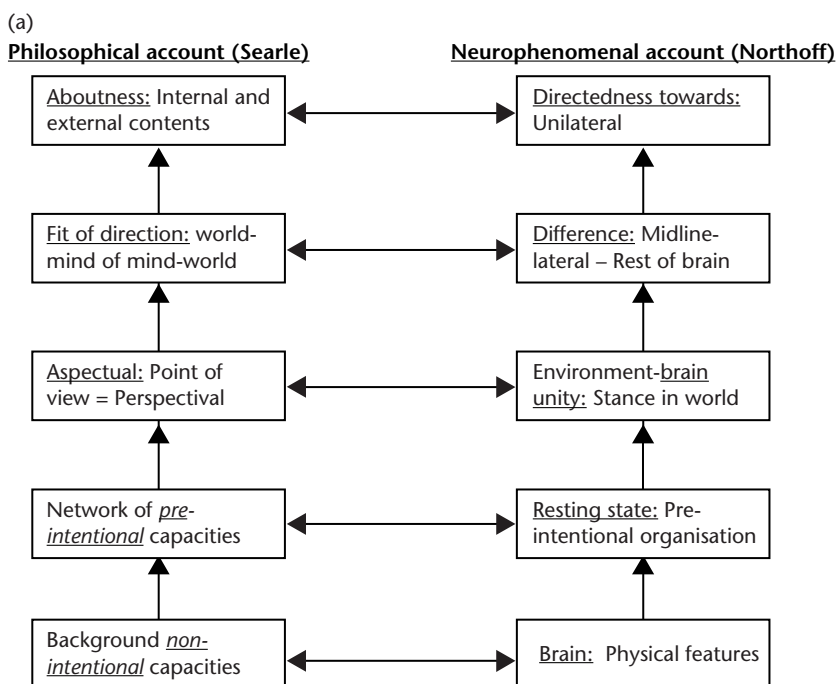 (a)
Philosophical account (Searle)
Neurophenomenal account (Northoff)
Aboutness: Internal and
external contents
Directedness towards:
Unilateral
Fit of direction: world-
mind of mind-world
Difference: Midline-
lateral – Rest of brain
Aspectual: Point of
view = Perspectival
Environment-brain
unity: Stance in world
Network of pre-
intentional capacities
Resting state: Pre-
intentional organisation
Background non-
intentional capacities
Brain: Physical features